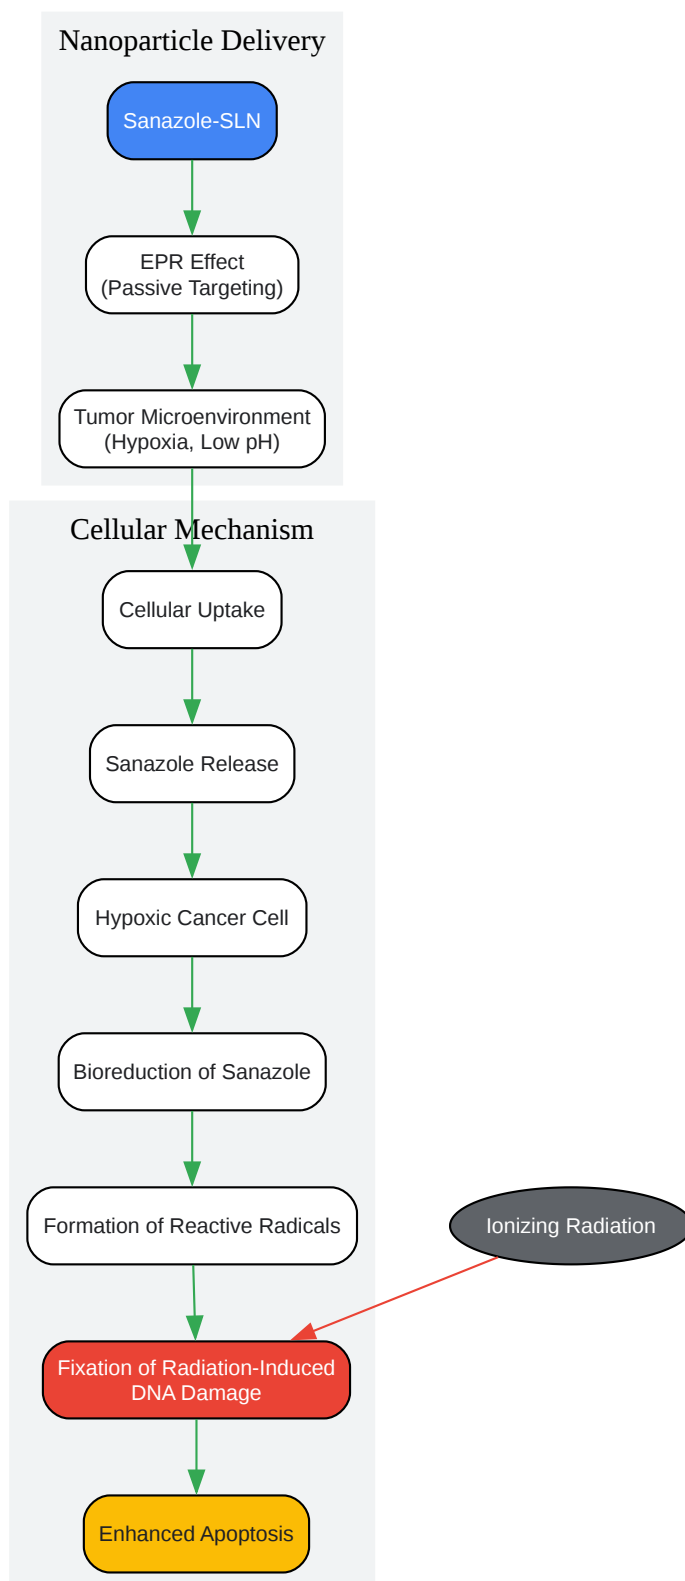 Nanoparticle Delivery
Sanazole-SLN
EPR Effect
(Passive Targeting)
Tumor Microenvironment
(Hypoxia, Low pH)
Cellular Mechanism
Cellular Uptake
Sanazole Release
Hypoxic Cancer Cell
Bioreduction of Sanazole
Formation of Reactive Radicals
Ionizing Radiation
Fixation of Radiation-Induced
DNA Damage
Enhanced Apoptosis